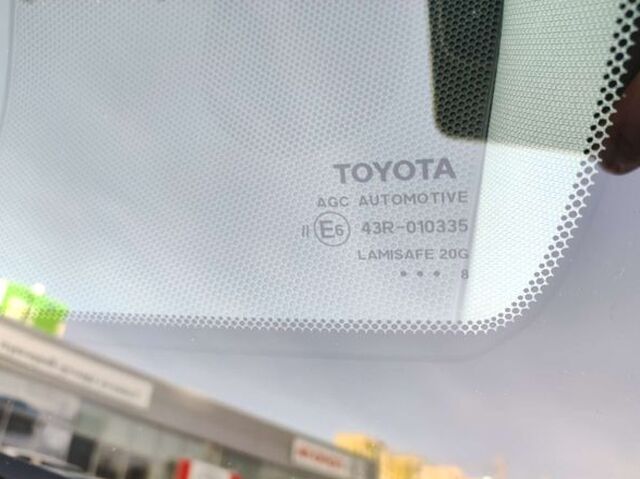 TOYOTA
AGC AUTOMOTIVE
II E6 43R-010335
LAMISAFE 20G
• • • 8